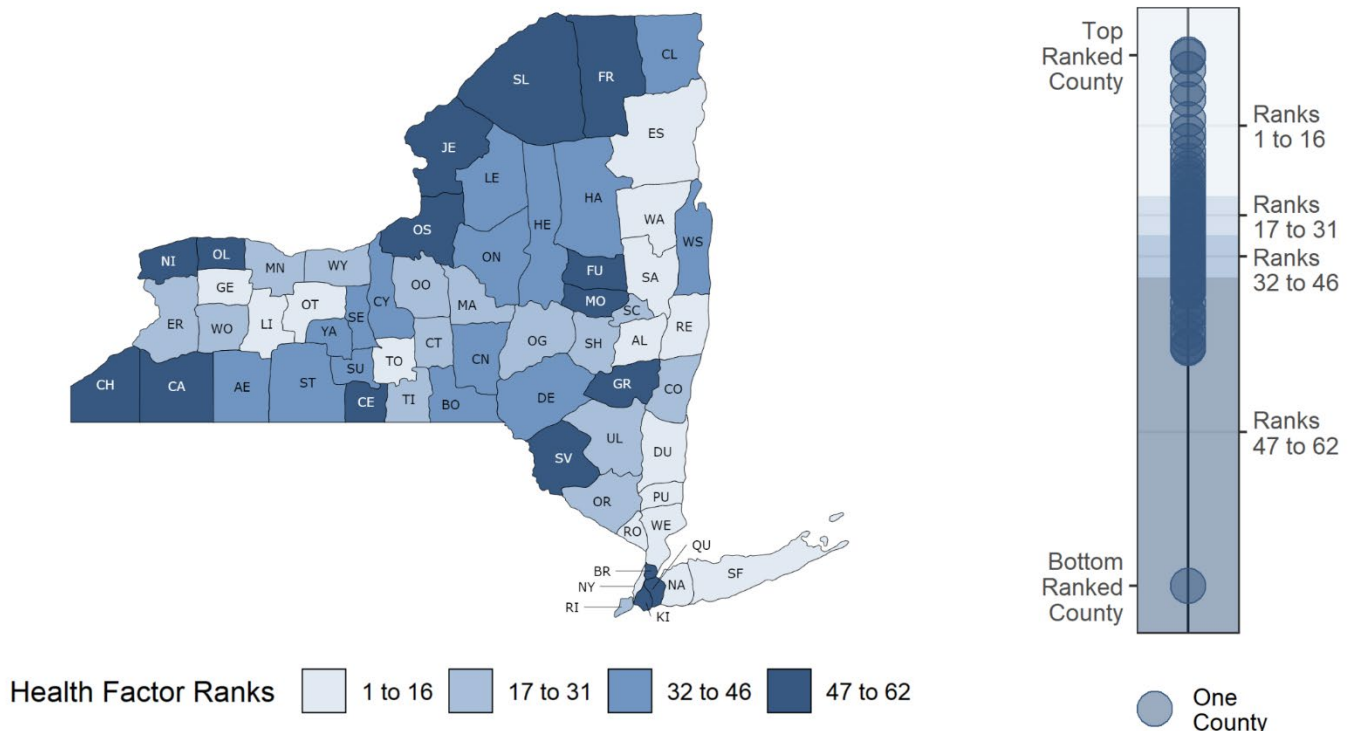 CL
SL
FR
ES
JE
LE
HA
HE
WA
OS
WS
ON
NI
OL
FU
SA
MN
WY
CY
OO
MO
GE
MA
OT
SE
SC
ER
WO
LI
YA
OG
SH
AL
RE
CT
TO
CN
SU
CH
CA
AE
ST
GR
CO
CE
TI
BO
DE
UL
DU
SV
PU
OR
RO
WE
QU
BR
NY
NA
SF
RI
KI
Health Factor Ranks
1 to 16
17 to 31
32 to 46
47 to 62
Top
Ranked
County
Ranks
1 to 16
Ranks
17 to 31
Ranks
32 to 46
Ranks
47 to 62
Bottom
Ranked
County
One
County